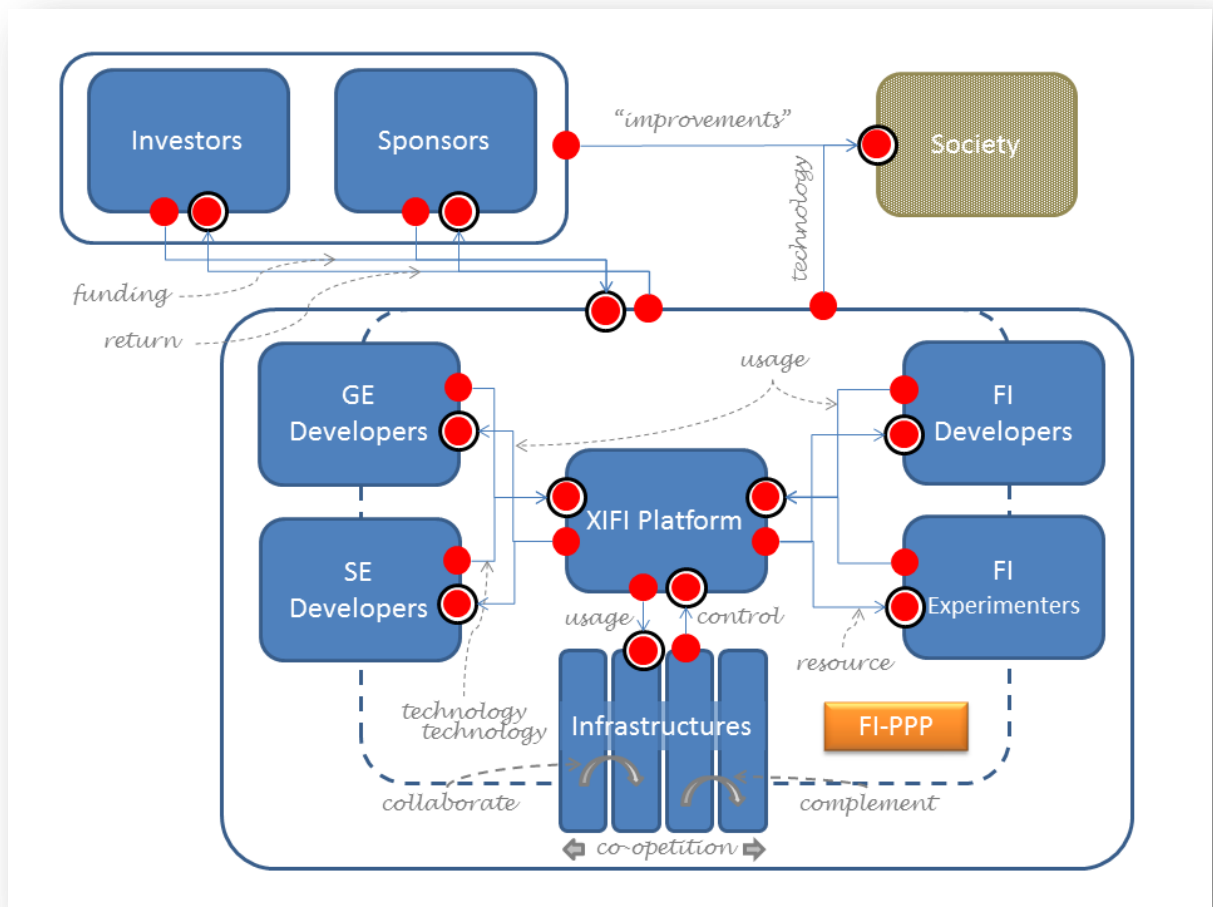 Investors
Sponsors
“improvements”
Society
technology
funding
return
usage
GE
Developers
FI
Developers
XIFI Platform
SE
Developers
FI
Experimenters
usage
control
resource
technology
technology
Infrastructures
FI-PPP
collaborate
complement
co-opetition